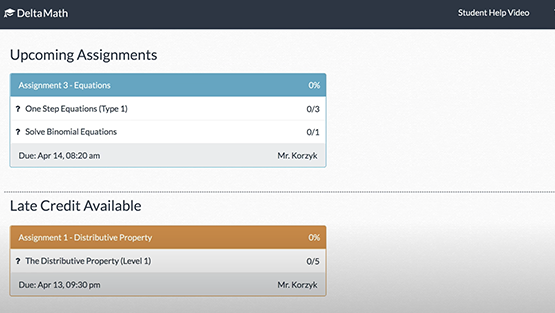 DeltaMath Student Help Video
Upcoming Assignments
Assignment 3 - Equations 0%
? One Step Equations (Type 1) 0/3
? Solve Binomial Equations 0/1
Due: Apr 14, 08:20 am Mr. Korzyk
Late Credit Available
Assignment 1 - Distributive Property 0%
? The Distributive Property (Level 1) 0/5
Due: Apr 13, 09:30 pm Mr. Korzyk